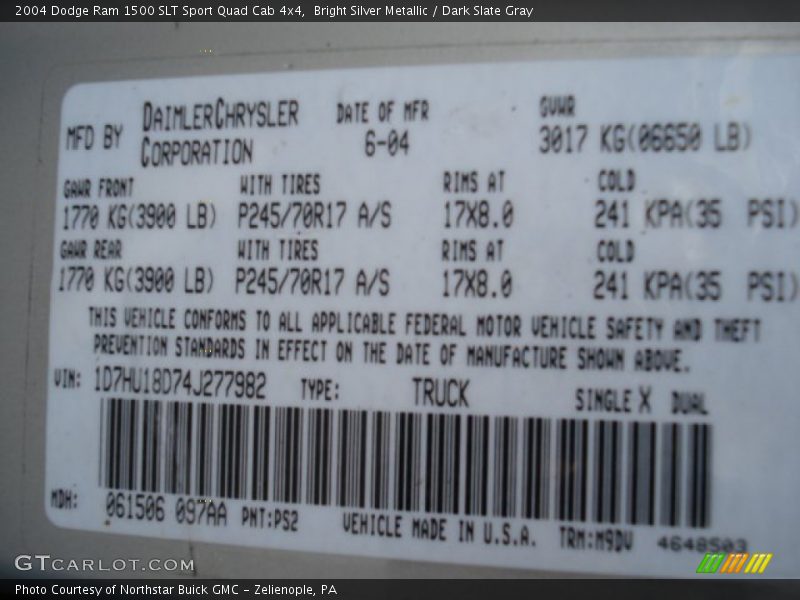 2004 Dodge Ram 1500 SLT Sport Quad Cab 4x4,  Bright Silver Metallic / Dark Slate Gray
MFD BY DAIMLERCHRYSLER CORPORATION DATE OF MFR 6-04 GVWR 3017 KG(06650 LB)
GAWR FRONT WITH TIRES RIMS AT COLD
1770 KG(3900 LB) P245/70R17 A/S 17X8.0 241 KPA(35 PSI)
GAWR REAR WITH TIRES RIMS AT COLD
1770 KG(3900 LB) P245/70R17 A/S 17X8.0 241 KPA(35 PSI)
THIS VEHICLE CONFORMS TO ALL APPLICABLE FEDERAL MOTOR VEHICLE SAFETY AND THEFT
PREVENTION STANDARDS IN EFFECT ON THE DATE OF MANUFACTURE SHOWN ABOVE.
VIN: 1D7HU18D74J277982 TYPE: TRUCK SINGLE X DUAL
MDH: 061506 097AA PNT:PS2 VEHICLE MADE IN U.S.A. TRM:M9DV 4648503
GTCARLOT.COM
Photo Courtesy of Northstar Buick GMC - Zelienople, PA